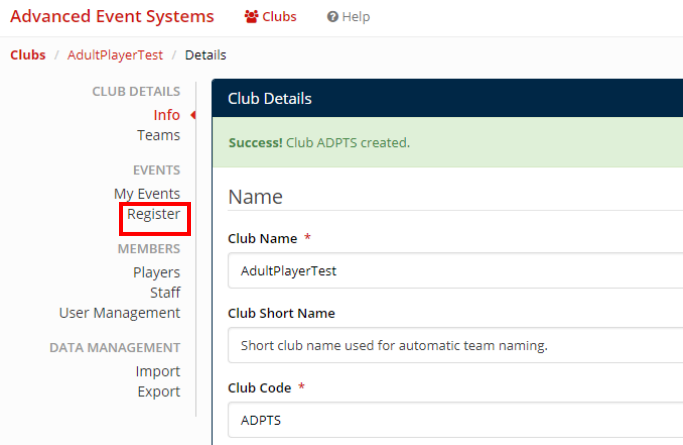 Advanced Event Systems Clubs Help
Clubs / AdultPlayerTest / Details
CLUB DETAILS
Info
Teams
EVENTS
My Events
Register
MEMBERS
Players
Staff
User Management
DATA MANAGEMENT
Import
Export
Club Details
Success! Club ADPTS created.
Name
Club Name *
AdultPlayerTest
Club Short Name
Short club name used for automatic team naming.
Club Code *
ADPTS